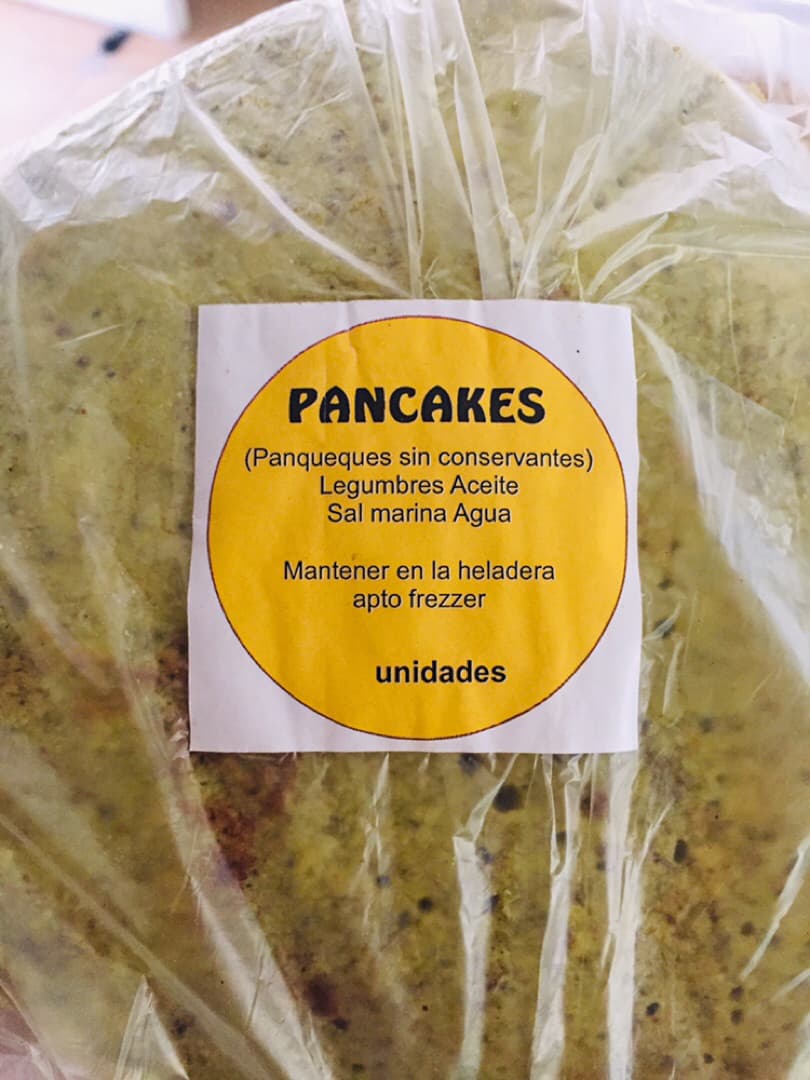 PANCAKES
(Panqueques sin conservantes)
Legumbres Aceite
Sal marina Agua
Mantener en la heladera
apto frezzer
unidades